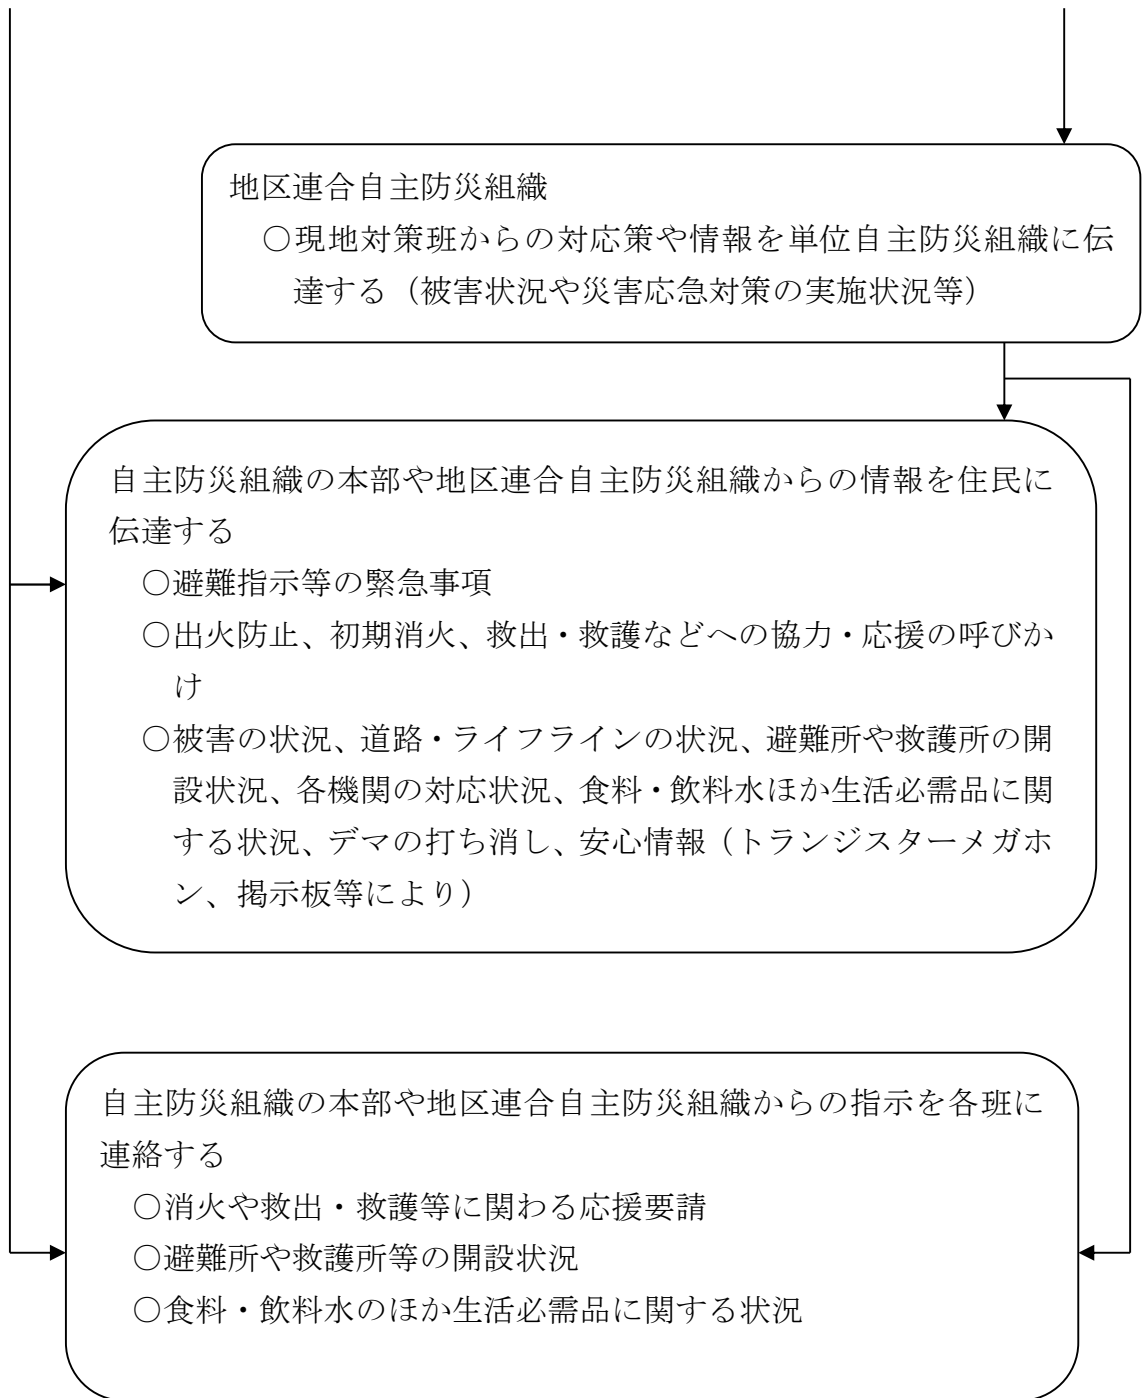 地区連合自主防災組織
○現地対策班からの対応策や情報を単位自主防災組織に伝
達する（被害状況や災害応急対策の実施状況等）
自主防災組織の本部や地区連合自主防災組織からの情報を住民に
伝達する
○避難指示等の緊急事項
○出火防止、初期消火、救出・救護などへの協力・応援の呼びか
け
○被害の状況、道路・ライフラインの状況、避難所や救護所の開
設状況、各機関の対応状況、食料・飲料水ほか生活必需品に関
する状況、デマの打ち消し、安心情報（トランジスターメガホ
ン、掲示板等により）
自主防災組織の本部や地区連合自主防災組織からの指示を各班に
連絡する
○消火や救出・救護等に関わる応援要請
○避難所や救護所等の開設状況
○食料・飲料水のほか生活必需品に関する状況